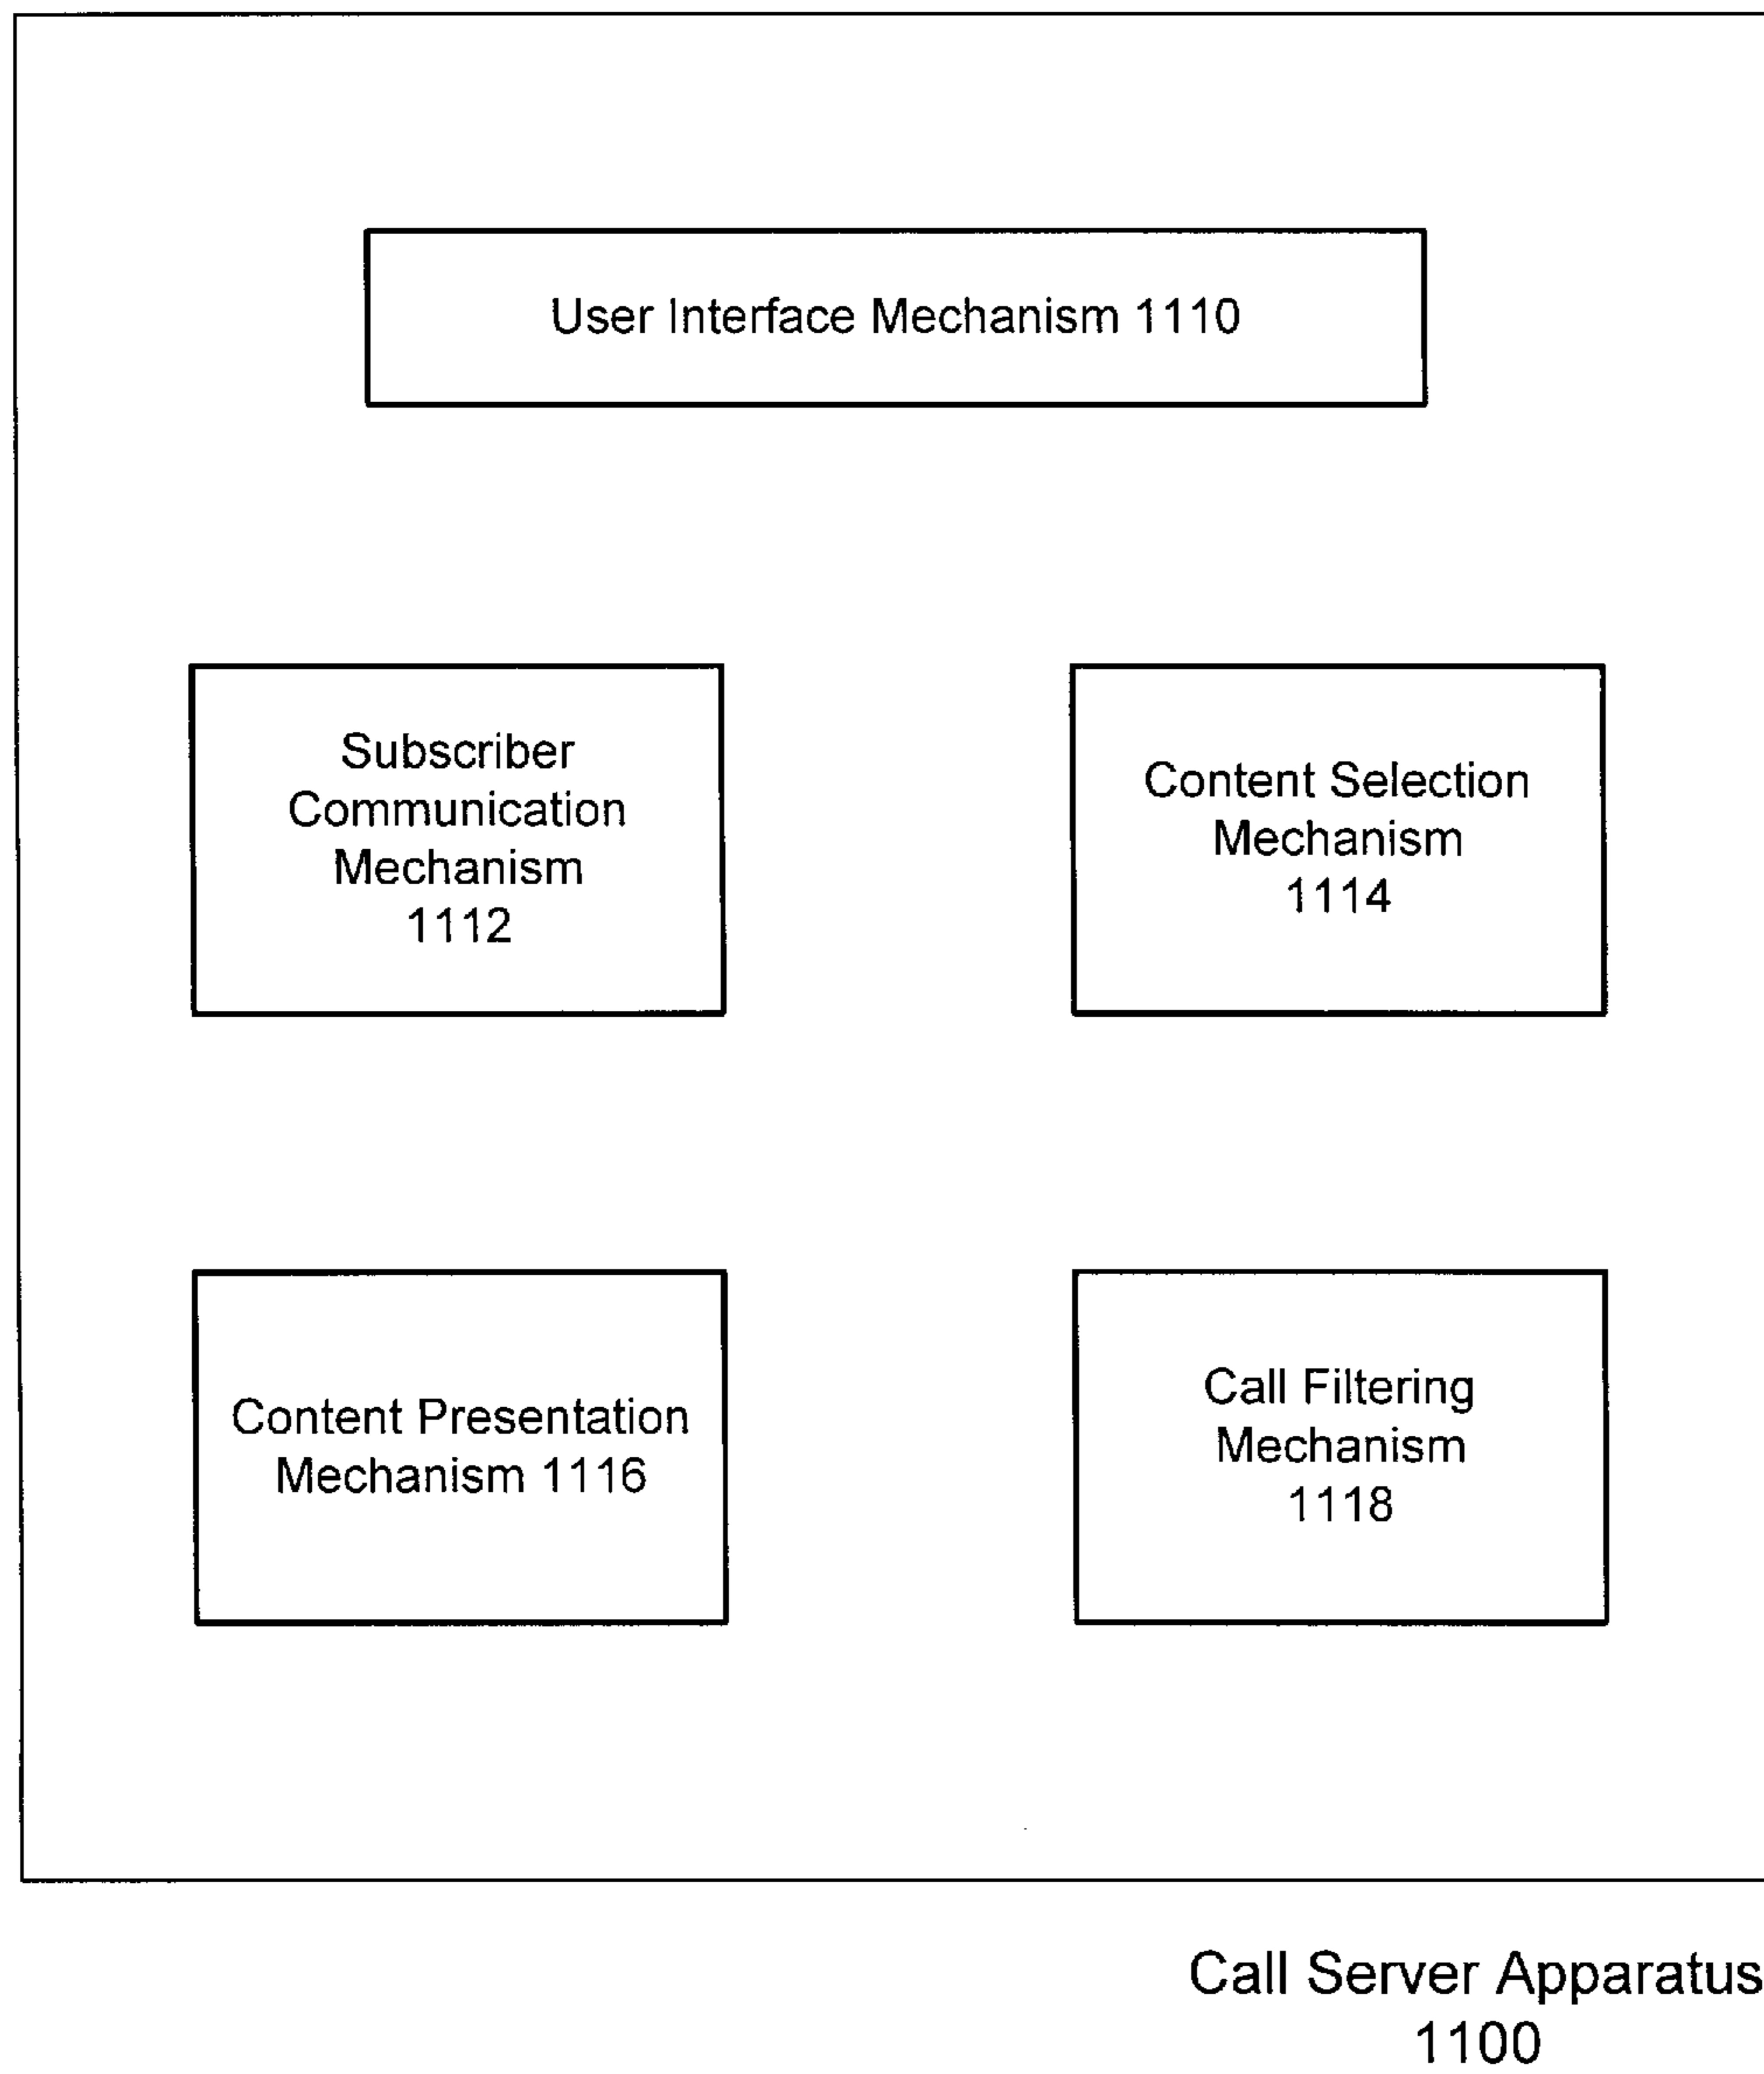 User Interface Mechanism 1110
Subscriber
Communication
Mechanism
1112
Content Selection
Mechanism
1114
Content Presentation
Mechanism 1116
Call Filtering
Mechanism
1118
Call Server Apparatus
1100